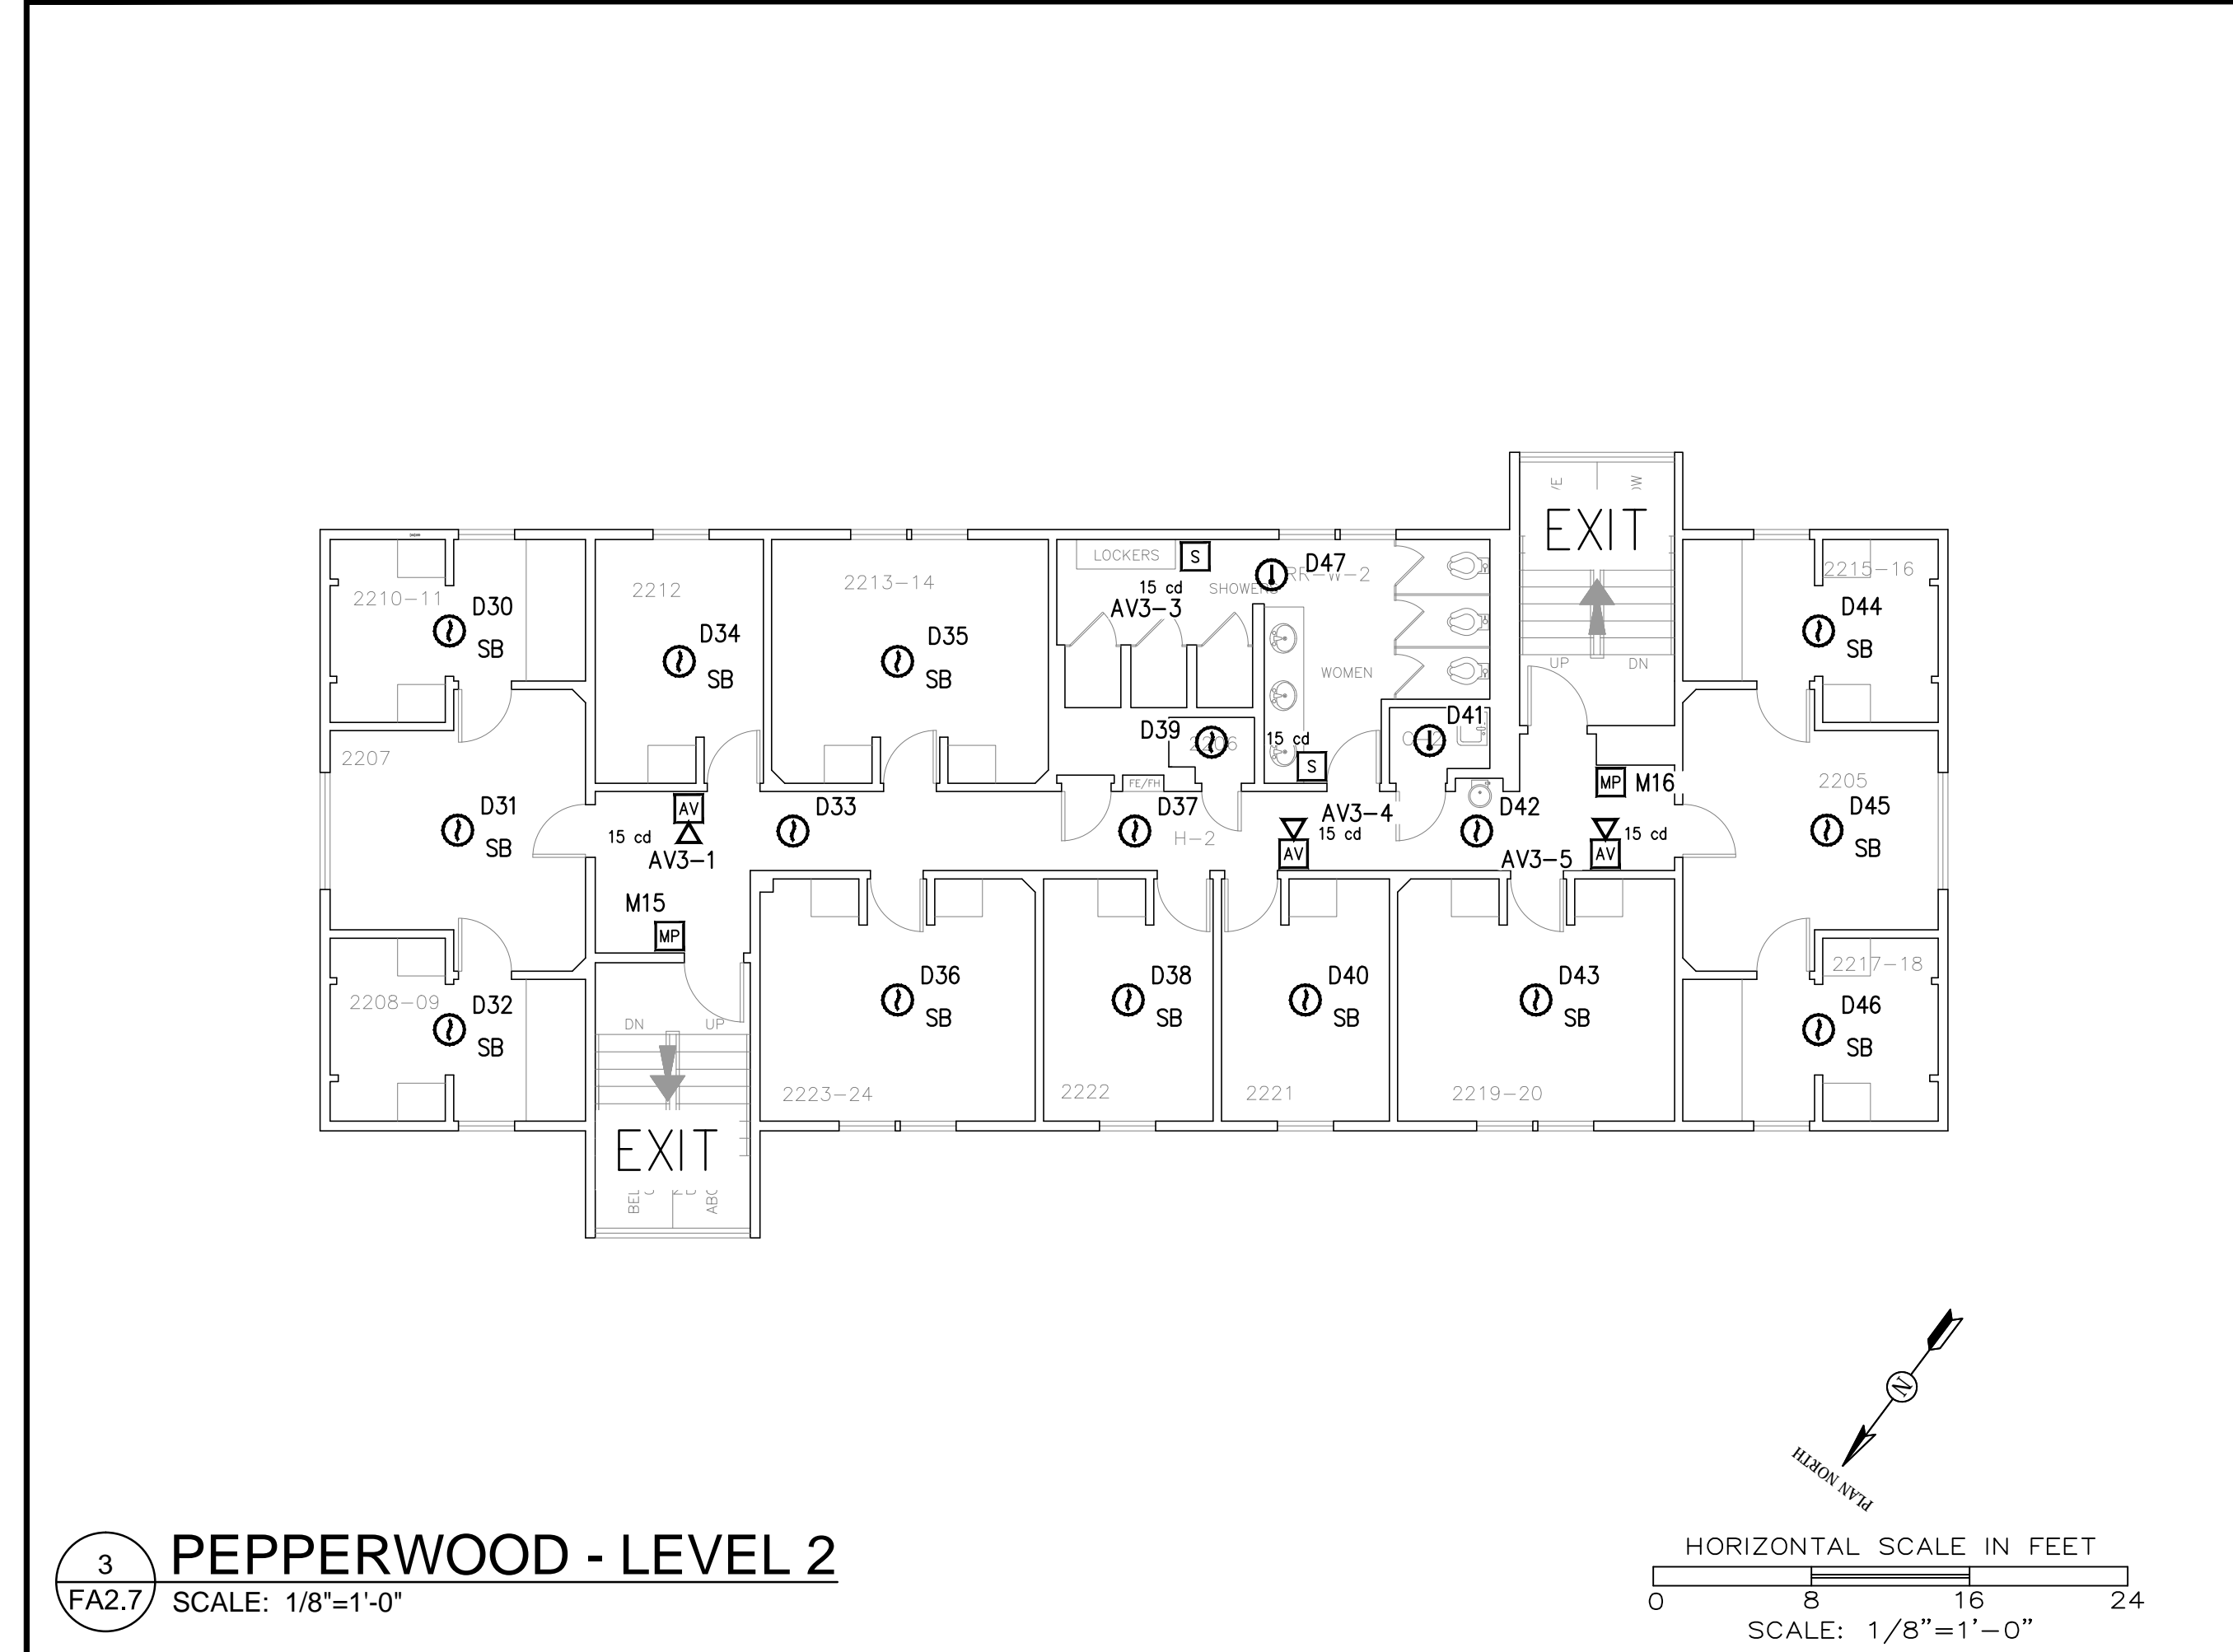 EXIT
UP
DN
LOCKERS
S
D47
RR-W-2
15 cd
SHOWERS
AV3-3
WOMEN
2210-11
D30
SB
2212
D34
SB
2213-14
D35
SB
2215-16
D44
SB
D39
2206
15 cd
S
D41
2207
D31
SB
AV
15 cd
AV3-1
D33
FE/FH
D37
H-2
AV3-4
15 cd
AV
D42
AV3-5
MP
M16
15 cd
AV
2205
D45
SB
M15
MP
2208-09
D32
SB
D36
SB
2223-24
D38
SB
2222
D40
SB
2221
D43
SB
2219-20
2217-18
D46
SB
DN
UP
EXIT
N
PLAN NORTH
3
FA2.7
PEPPERWOOD - LEVEL 2
SCALE: 1/8"=1'-0"
HORIZONTAL SCALE IN FEET
0 8 16 24
SCALE: 1/8"=1'-0"